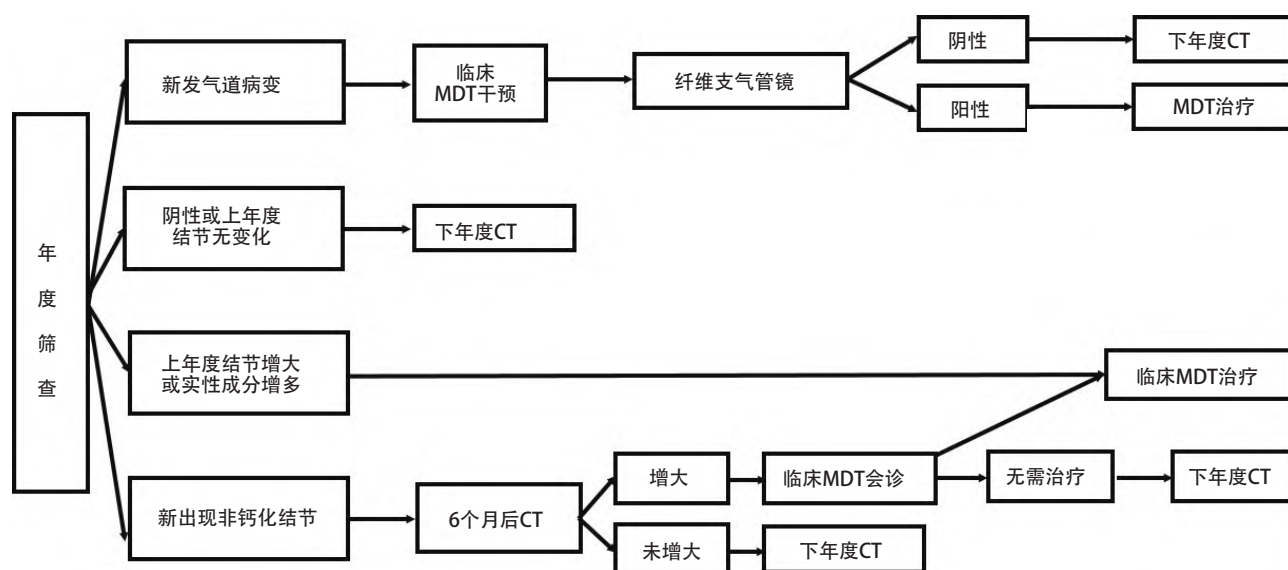 年度筛查
新发气道病变
临床
MDT干预
纤维支气管镜
阴性
下年度CT
阳性
MDT治疗
阴性或上年度
结节无变化
下年度CT
上年度结节增大
或实性成分增多
临床MDT治疗
新出现非钙化结节
6个月后CT
增大
临床MDT会诊
无需治疗
下年度CT
未增大
下年度CT